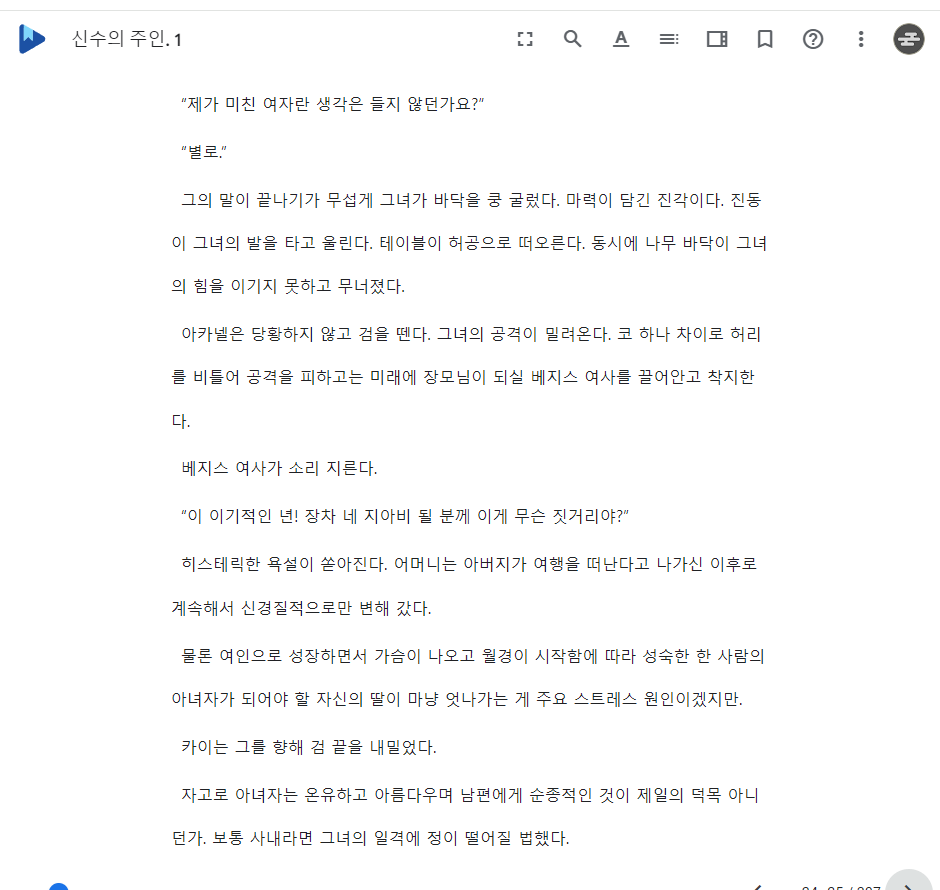 신수의 주인. 1
"제가 미친 여자란 생각은 들지 않던가요?"
"별로."
그의 말이 끝나기가 무섭게 그녀가 바닥을 쿵 굴렀다. 마력이 담긴 진각이다. 진동
이 그녀의 발을 타고 울린다. 테이블이 허공으로 떠오른다. 동시에 나무 바닥이 그녀
의 힘을 이기지 못하고 무너졌다.
아카넬은 당황하지 않고 검을 뗀다. 그녀의 공격이 밀려온다. 코 하나 차이로 허리
를 비틀어 공격을 피하고는 미래에 장모님이 되실 베지스 여사를 끌어안고 착지한
다.
베지스 여사가 소리 지른다.
"이 이기적인 년! 장차 네 지아비 될 분께 이게 무슨 짓거리야?"
히스테릭한 욕설이 쏟아진다. 어머니는 아버지가 여행을 떠난다고 나가신 이후로
계속해서 신경질적으로만 변해 갔다.
물론 여인으로 성장하면서 가슴이 나오고 월경이 시작함에 따라 성숙한 한 사람의
아녀자가 되어야 할 자신의 딸이 마냥 엇나가는 게 주요 스트레스 원인이겠지만.
카이는 그를 향해 검 끝을 내밀었다.
자고로 아녀자는 온유하고 아름다우며 남편에게 순종적인 것이 제일의 덕목 아니
던가. 보통 사내라면 그녀의 일격에 정이 떨어질 법했다.